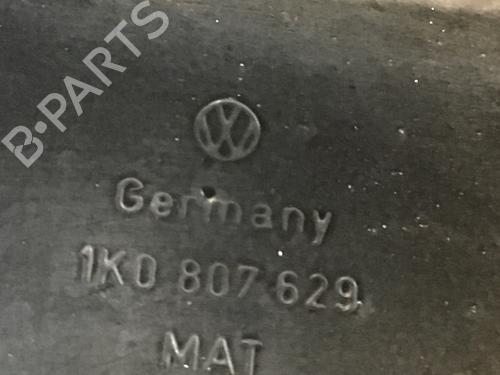 B-PARTS
Germany
1K0 807 629
MAT